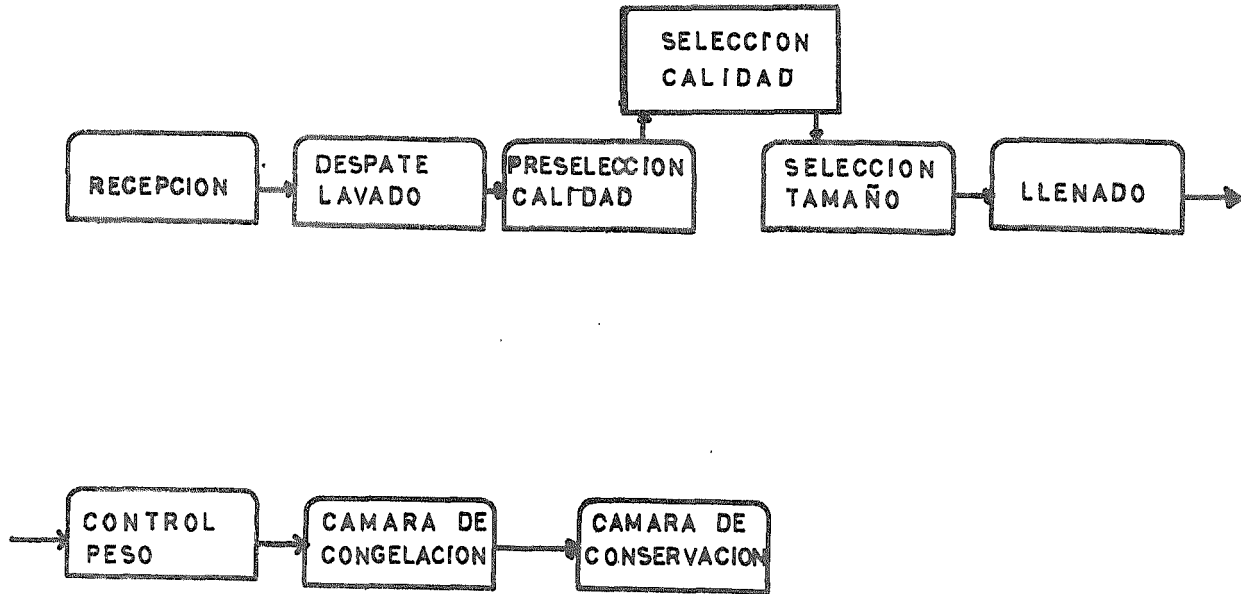 RECEPCION
DESPATE
LAVADO
PRESELECCION
CALIDAD
SELECCION
CALIDAD
SELECCION
TAMAÑO
LLENADO
CONTROL
PESO
CAMARA DE
CONGELACION
CAMARA DE
CONSERVACION